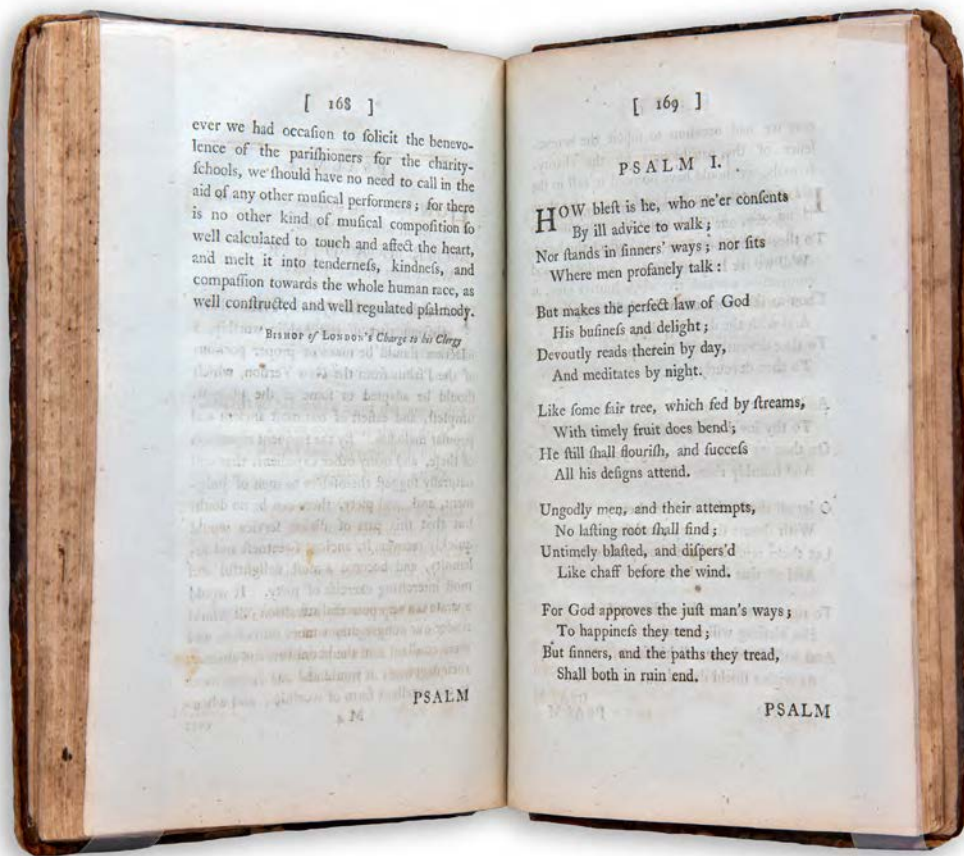 [ 168 ]
ever we had occaſion to ſolicit the benevo-
lence of the pariſhioners for the charity-
ſchools, we ſhould have no need to call in the
aid of any other muſical performers; for there
is no other kind of muſical compoſition ſo
well calculated to touch and affect the heart,
and melt it into tenderneſs, kindneſs, and
compaſſion towards the whole human race, as
well conſtructed and well regulated pſalmody.
BISHOP of LONDON's Charge to his Clergy
PSALM
[ 169 ]
PSALM I.
HOW bleſt is he, who ne'er conſents
By ill advice to walk;
Nor ſtands in ſinners' ways; nor ſits
Where men profanely talk:
But makes the perfect law of God
His buſineſs and delight;
Devoutly reads therein by day,
And meditates by night.
Like ſome fair tree, which fed by ſtreams,
With timely fruit does bend;
He ſtill ſhall flouriſh, and ſucceſs
All his deſigns attend.
Ungodly men, and their attempts,
No laſting root ſhall find;
Untimely blaſted, and diſpers'd
Like chaff before the wind.
For God approves the juſt man's ways;
To happineſs they tend;
But ſinners, and the paths they tread,
Shall both in ruin end.
PSALM